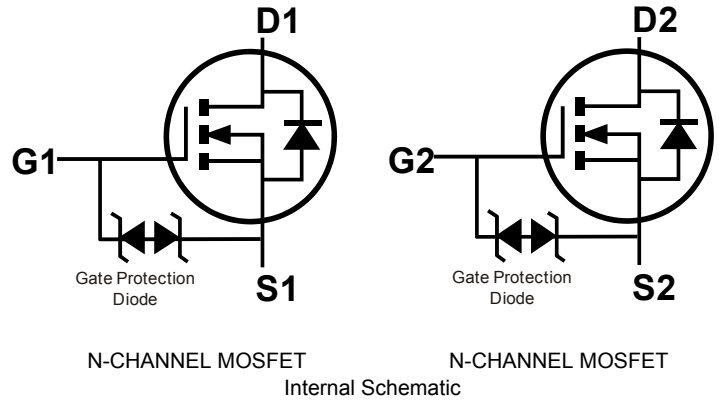 D1
D2
G1
G2
Gate Protection
Diode
Gate Protection
Diode
S1
S2
N-CHANNEL MOSFET
N-CHANNEL MOSFET
Internal Schematic